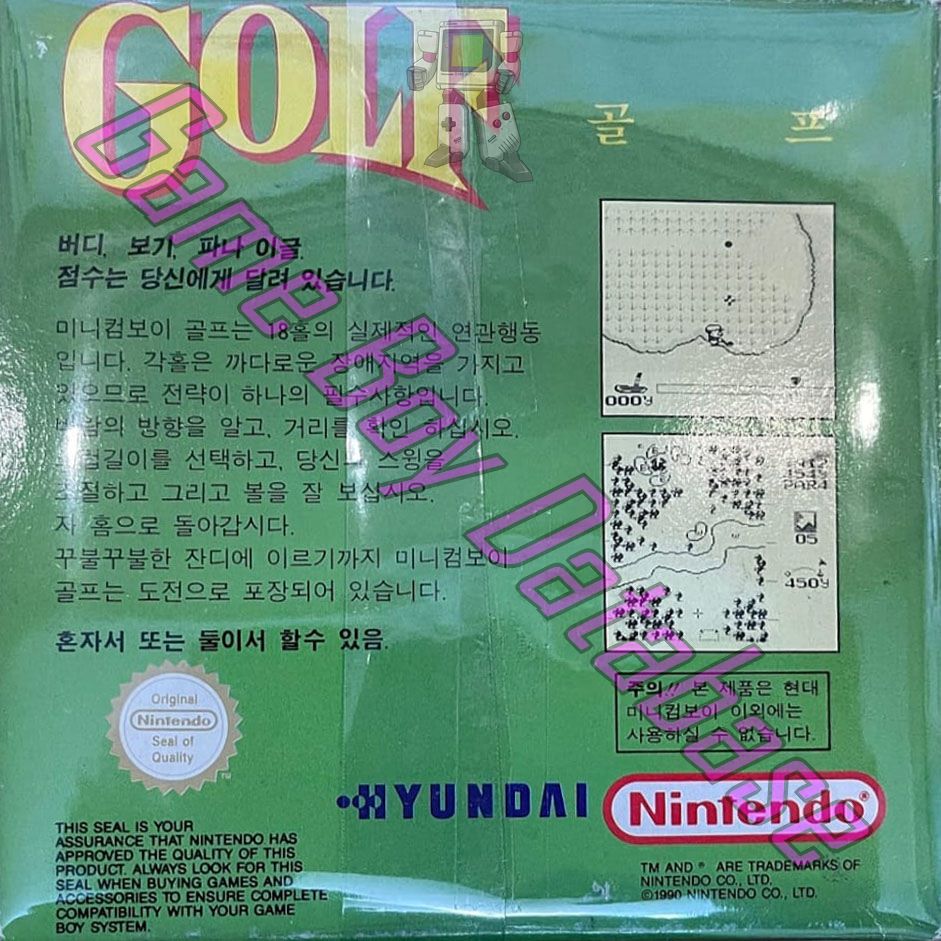 GOLF
골 프
버디, 보기, 파나 이글.
점수는 당신에게 달려 있습니다.
미니컴보이 골프는 18홀의 실제적인 연관행동
입니다. 각홀은 까다로운 장애지역을 가지고
있으므로 전략이 하나의 필수사항입니다.
바람의 방향을 알고, 거리를 확인 하십시오.
길이를 선택하고, 당신의 스윙을
조절하고 그리고 볼을 잘 보십시오.
자 홈으로 돌아갑시다.
꾸불꾸불한 잔디에 이르기까지 미니컴보이
골프는 도전으로 포장되어 있습니다.
혼자서 또는 둘이서 할수 있음.
000y
PAR4
05
450y
주의!! 본 제품은 현대
미니컴보이 이외에는
사용하실 수 없습니다.
Original
Nintendo
Seal of
Quality
TM
HYUNDAI
Nintendo®
THIS SEAL IS YOUR
ASSURANCE THAT NINTENDO HAS
APPROVED THE QUALITY OF THIS
PRODUCT. ALWAYS LOOK FOR THIS
SEAL WHEN BUYING GAMES AND
ACCESSORIES TO ENSURE COMPLETE
COMPATIBILITY WITH YOUR GAME
BOY SYSTEM.
TM AND ® ARE TRADEMARKS OF
NINTENDO CO., LTD.
©1990 NINTENDO CO., LTD.
Game Boy Database